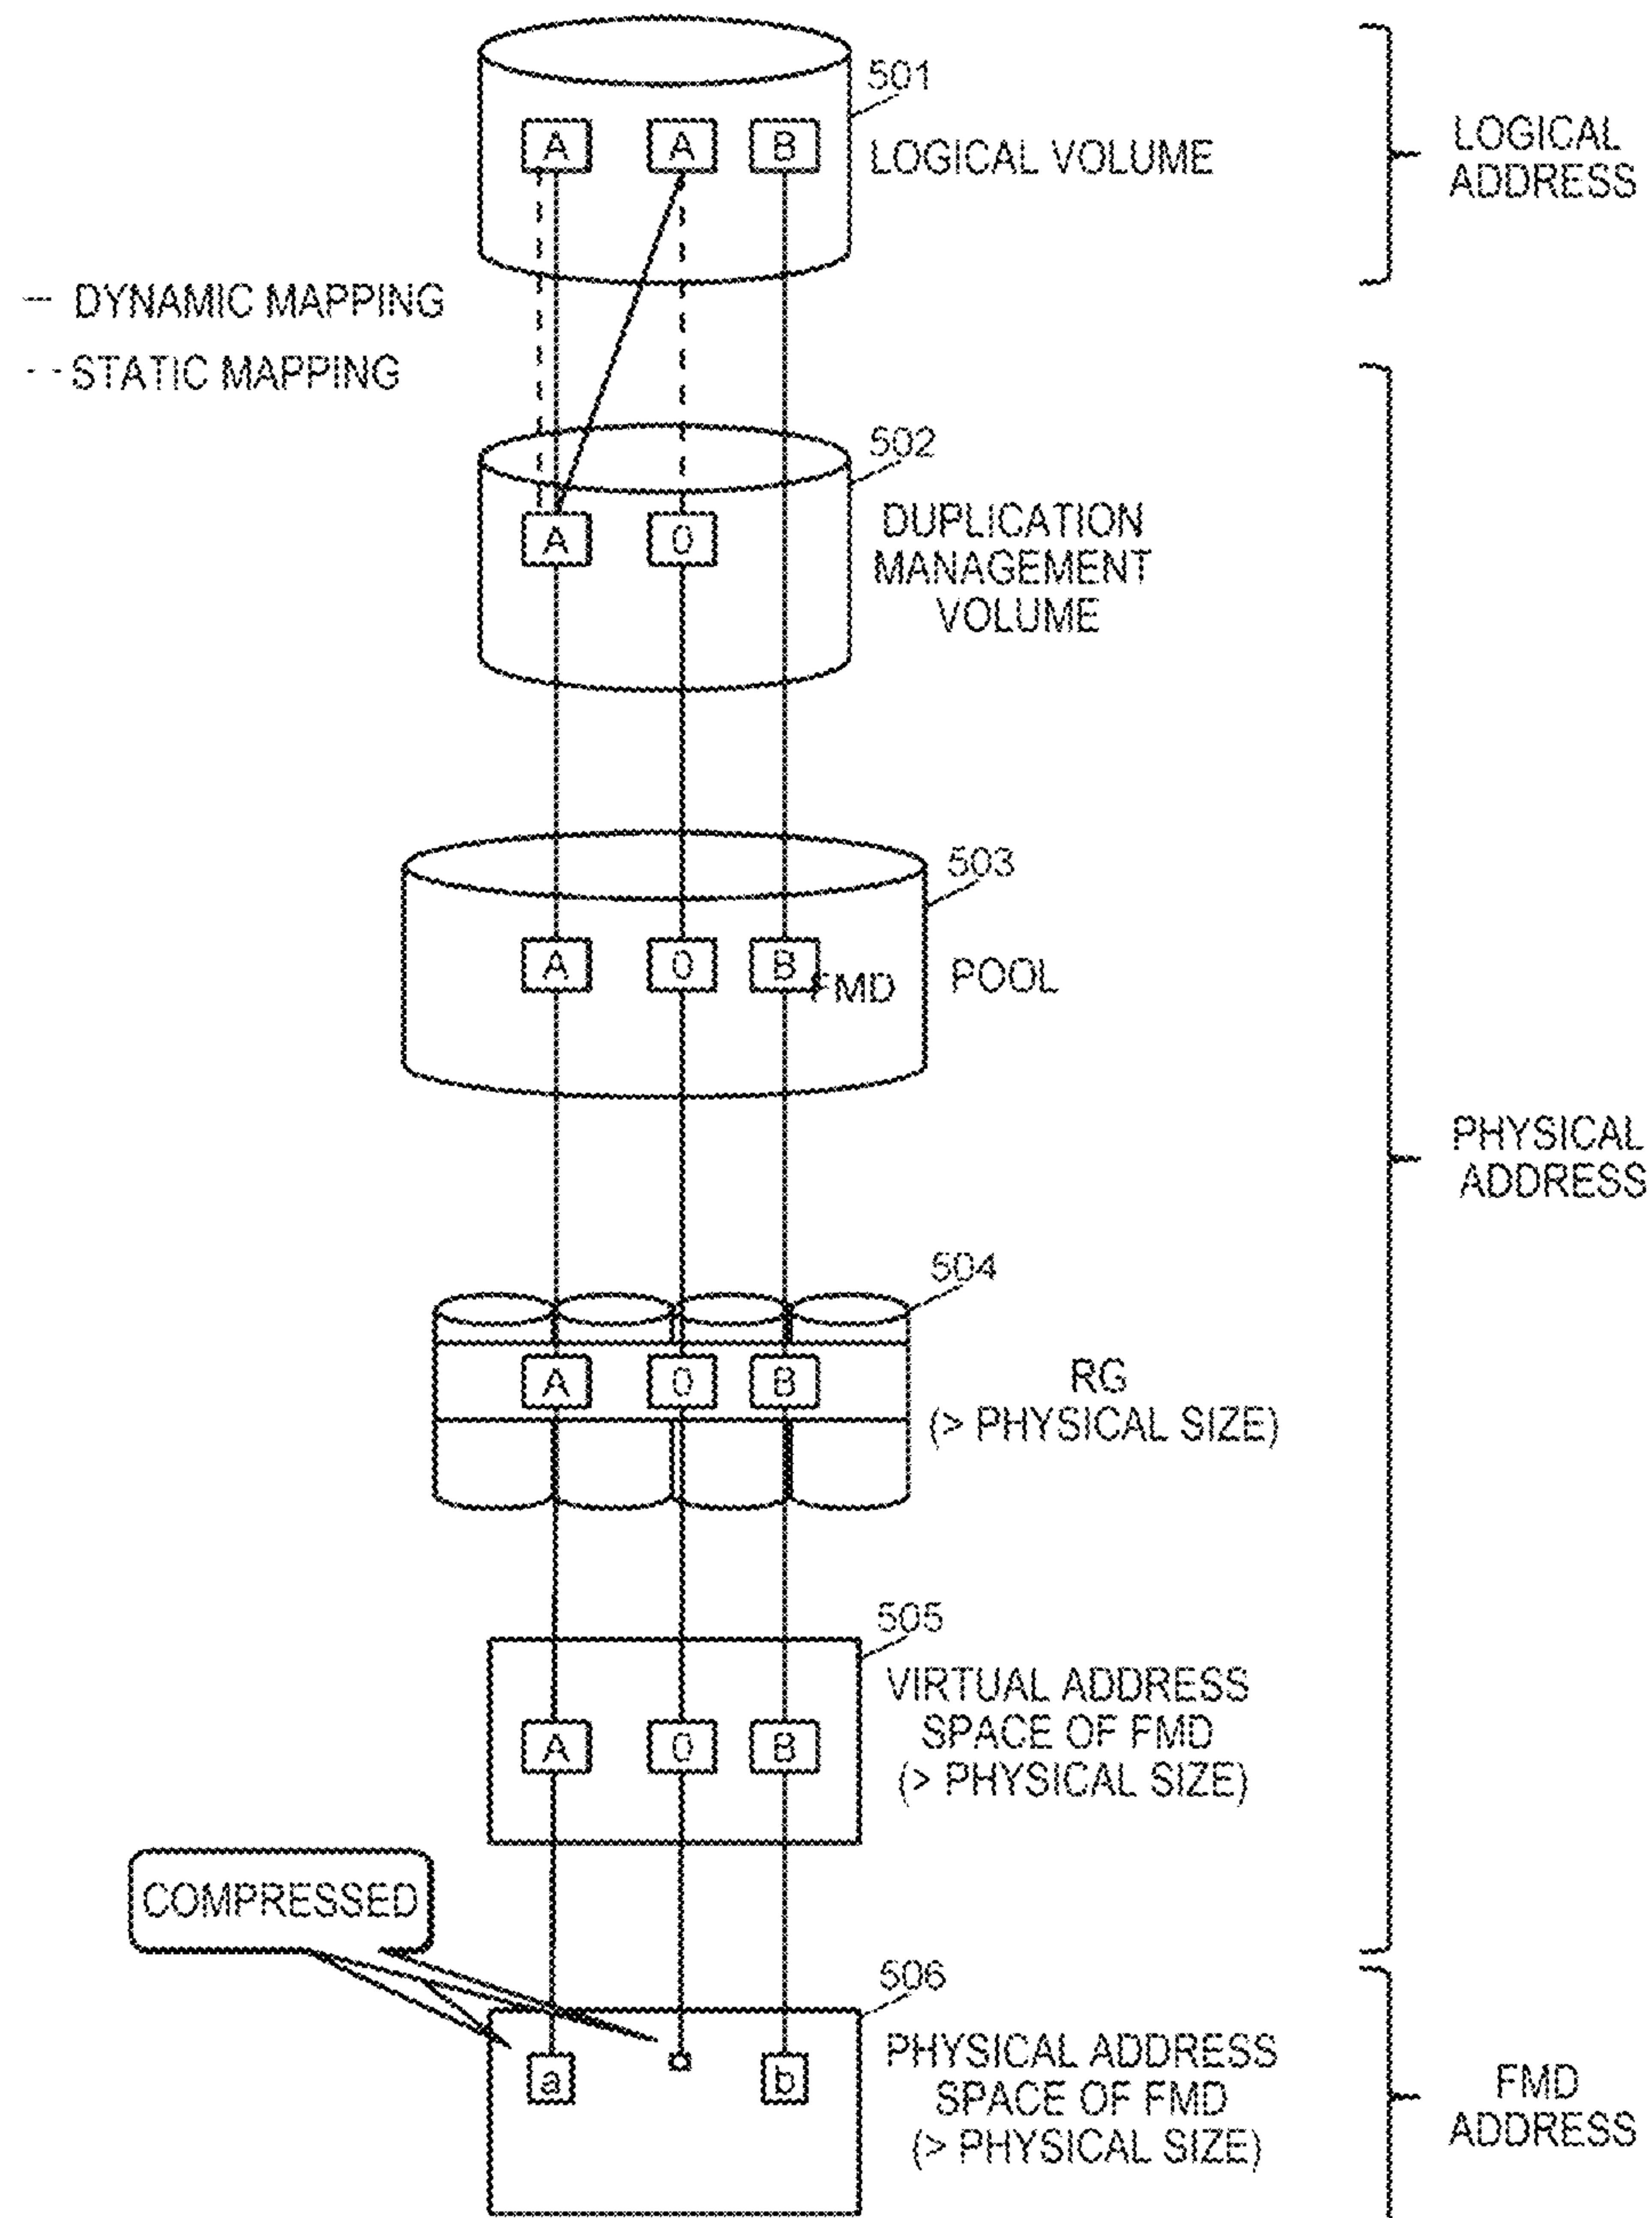 501
A A B
LOGICAL VOLUME
LOGICAL
ADDRESS
— DYNAMIC MAPPING
- - STATIC MAPPING
502
A 0
DUPLICATION
MANAGEMENT
VOLUME
503
A 0 B
FMD
POOL
PHYSICAL
ADDRESS
504
A 0 B
RG
(> PHYSICAL SIZE)
505
A 0 B
VIRTUAL ADDRESS
SPACE OF FMD
(> PHYSICAL SIZE)
COMPRESSED
506
a b
PHYSICAL ADDRESS
SPACE OF FMD
(> PHYSICAL SIZE)
FMD
ADDRESS